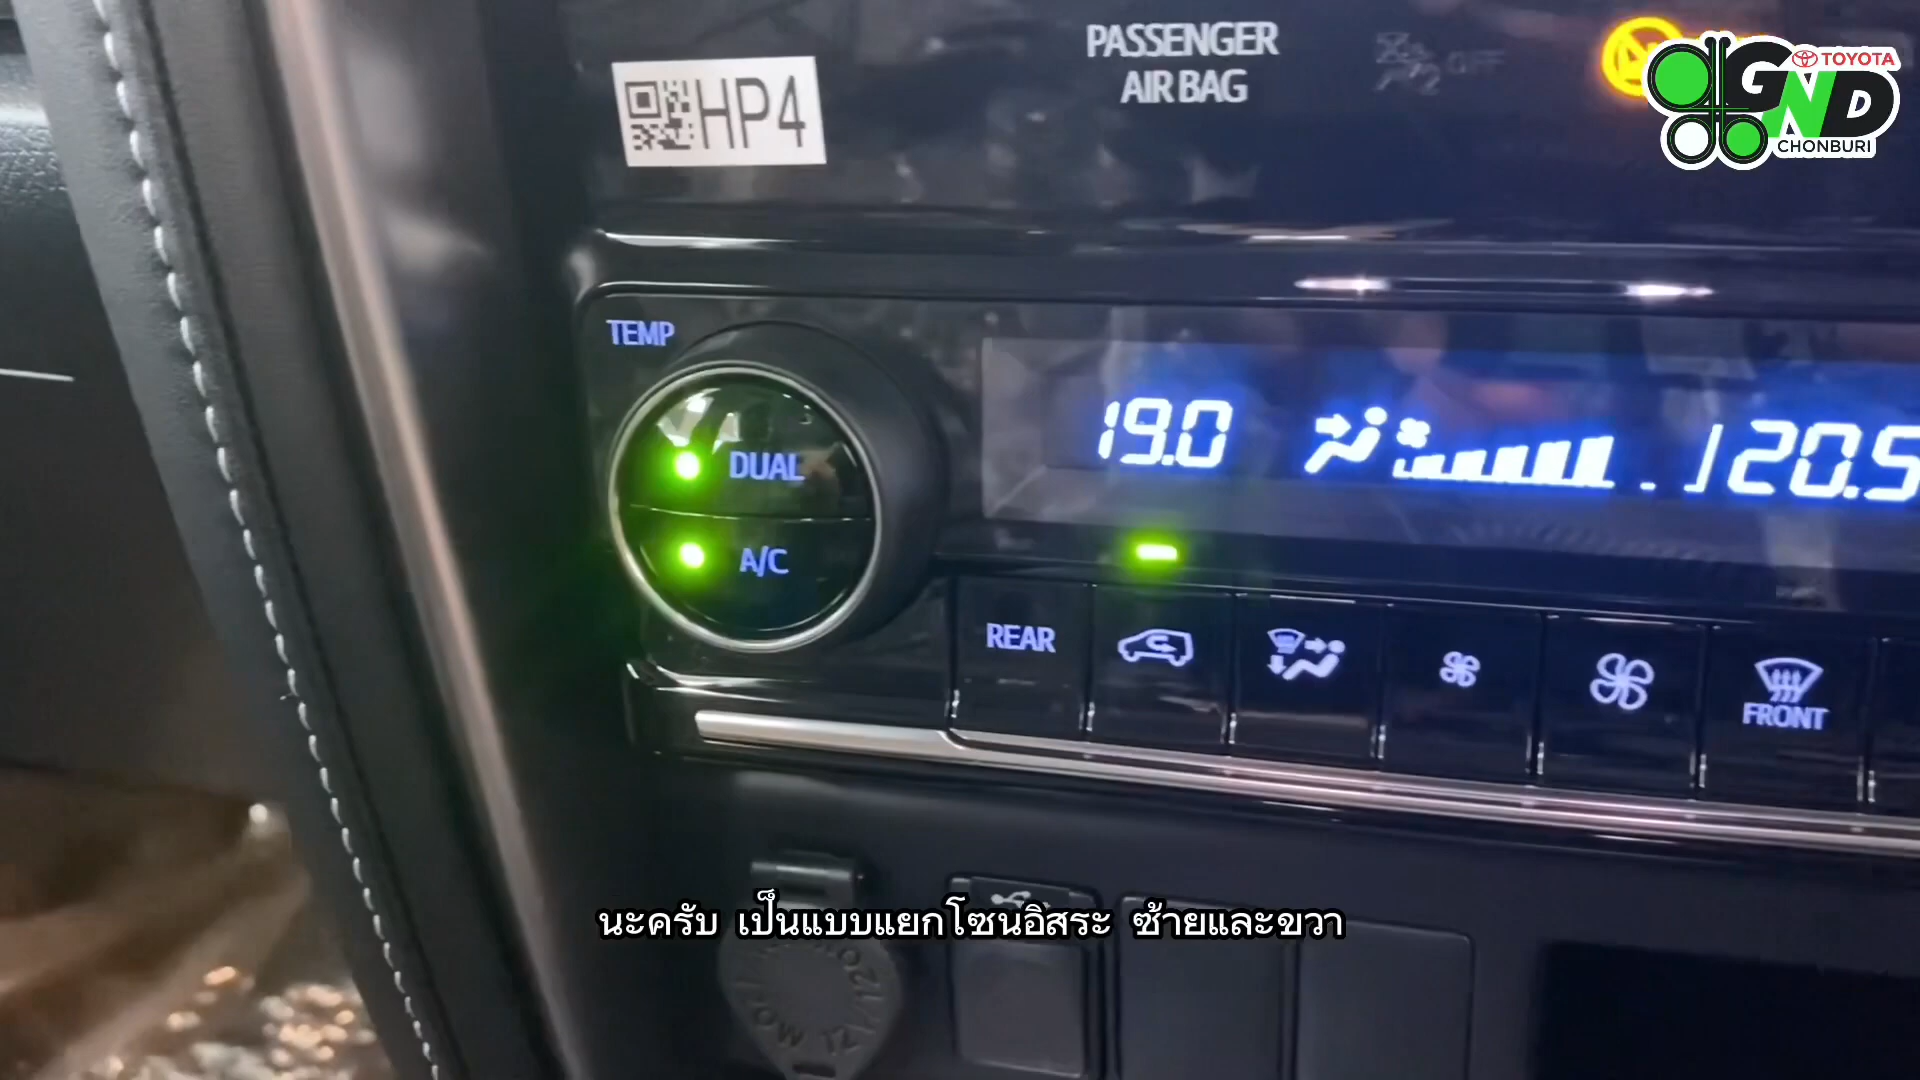 PASSENGER
AIR BAG
OFF
HP4
TOYOTA
GND
CHONBURI
TEMP
DUAL
A/C
19.0
20.5
REAR
FRONT
นะครับ เป็นแบบแยกโซนอิสระ ซ้ายและขวา
120W 12V